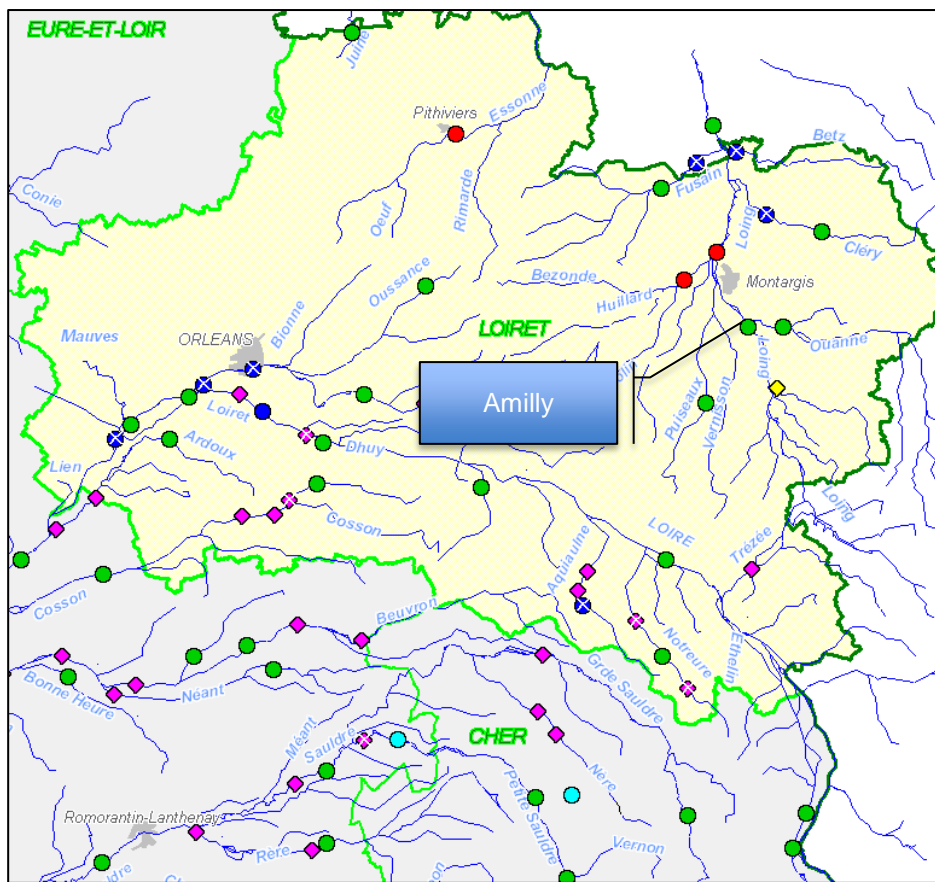 EURE-ET-LOIR
Juine
Pithiviers
Essonne
Betz
Fusain
Conie
Oeuf
Rimarde
Loing
Cléry
Bezonde
Oussance
Huillard
Montargis
Mauves
Bionne
ORLEANS
LOIRET
Ouanne
Loing
Amilly
Puiseaux
Vernisson
Loiret
Ardoux
Dhuy
Lien
Loing
Cosson
LOIRE
Aquiaulne
Trézée
Cosson
Beuvron
Notreure
Ethelin
Bonne Heure
Néant
Grde Sauldre
Méant
CHER
Sauldre
Nere
Petite Sauldre
Romorantin-Lanthenay
Rère
Vernon
Sauldre